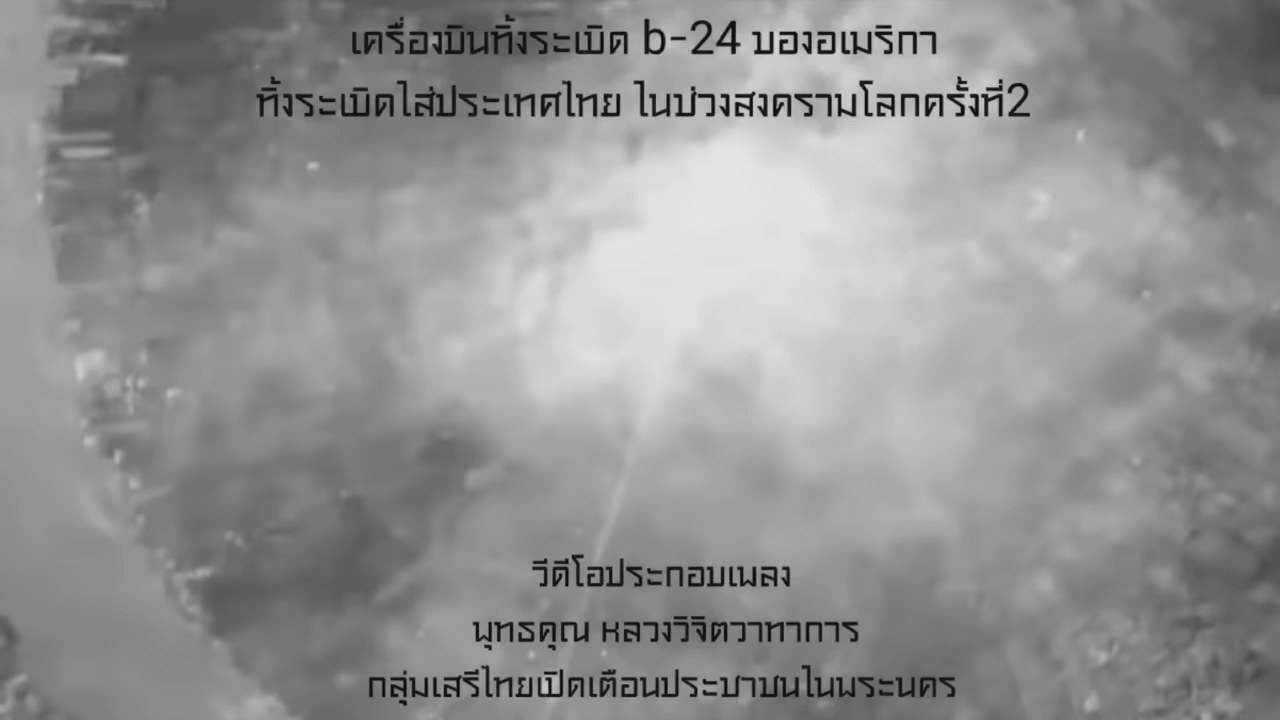 เครื่องบินทิ้งระเบิด b-24 ของอเมริกา
ทิ้งระเบิดใส่ประเทศไทย ในช่วงสงครามโลกครั้งที่2
วีดีโอประกอบเพลง
พุทธคุณ หลวงวิจิตวาทาการ
กลุ่มเสรีไทยเปิดเตือนประชาชนในพระนคร